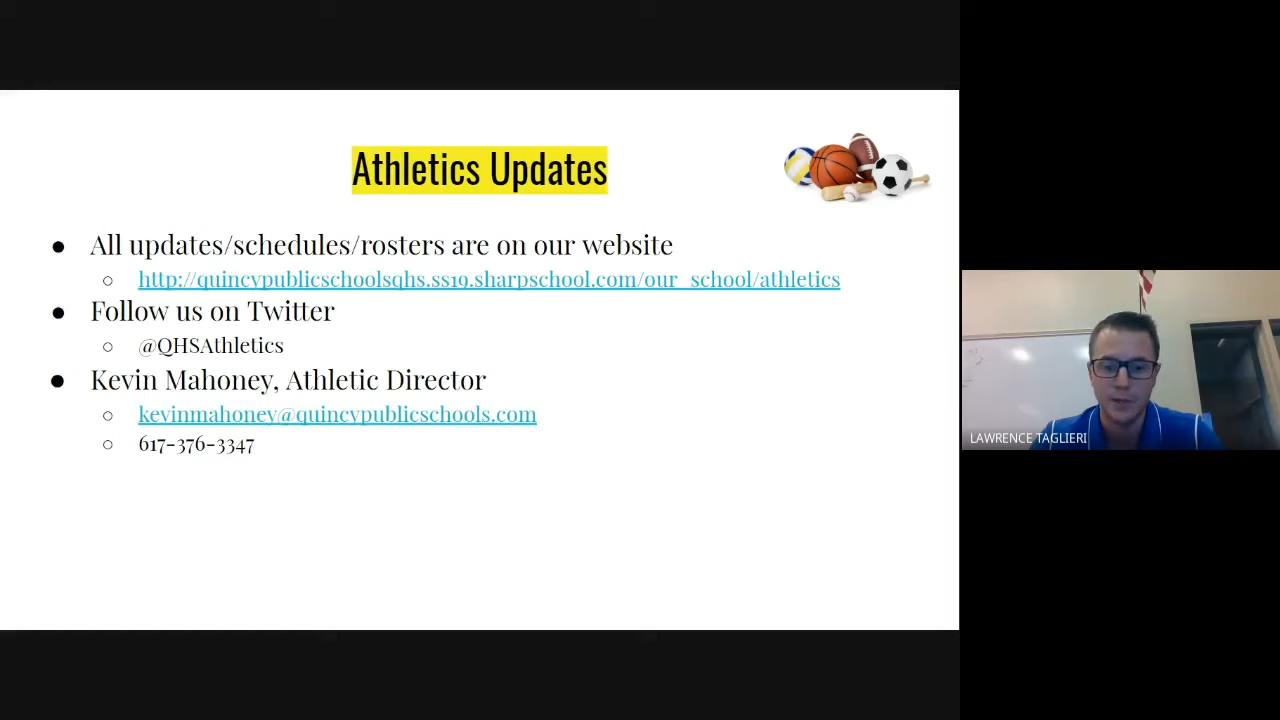 Athletics Updates
● All updates/schedules/rosters are on our website
○ http://quincypublicschoolsqhs.ss19.sharpschool.com/our_school/athletics
● Follow us on Twitter
○ @QHSAthletics
● Kevin Mahoney, Athletic Director
○ kevinmahoney@quincypublicschools.com
○ 617-376-3347
LAWRENCE TAGLIERI